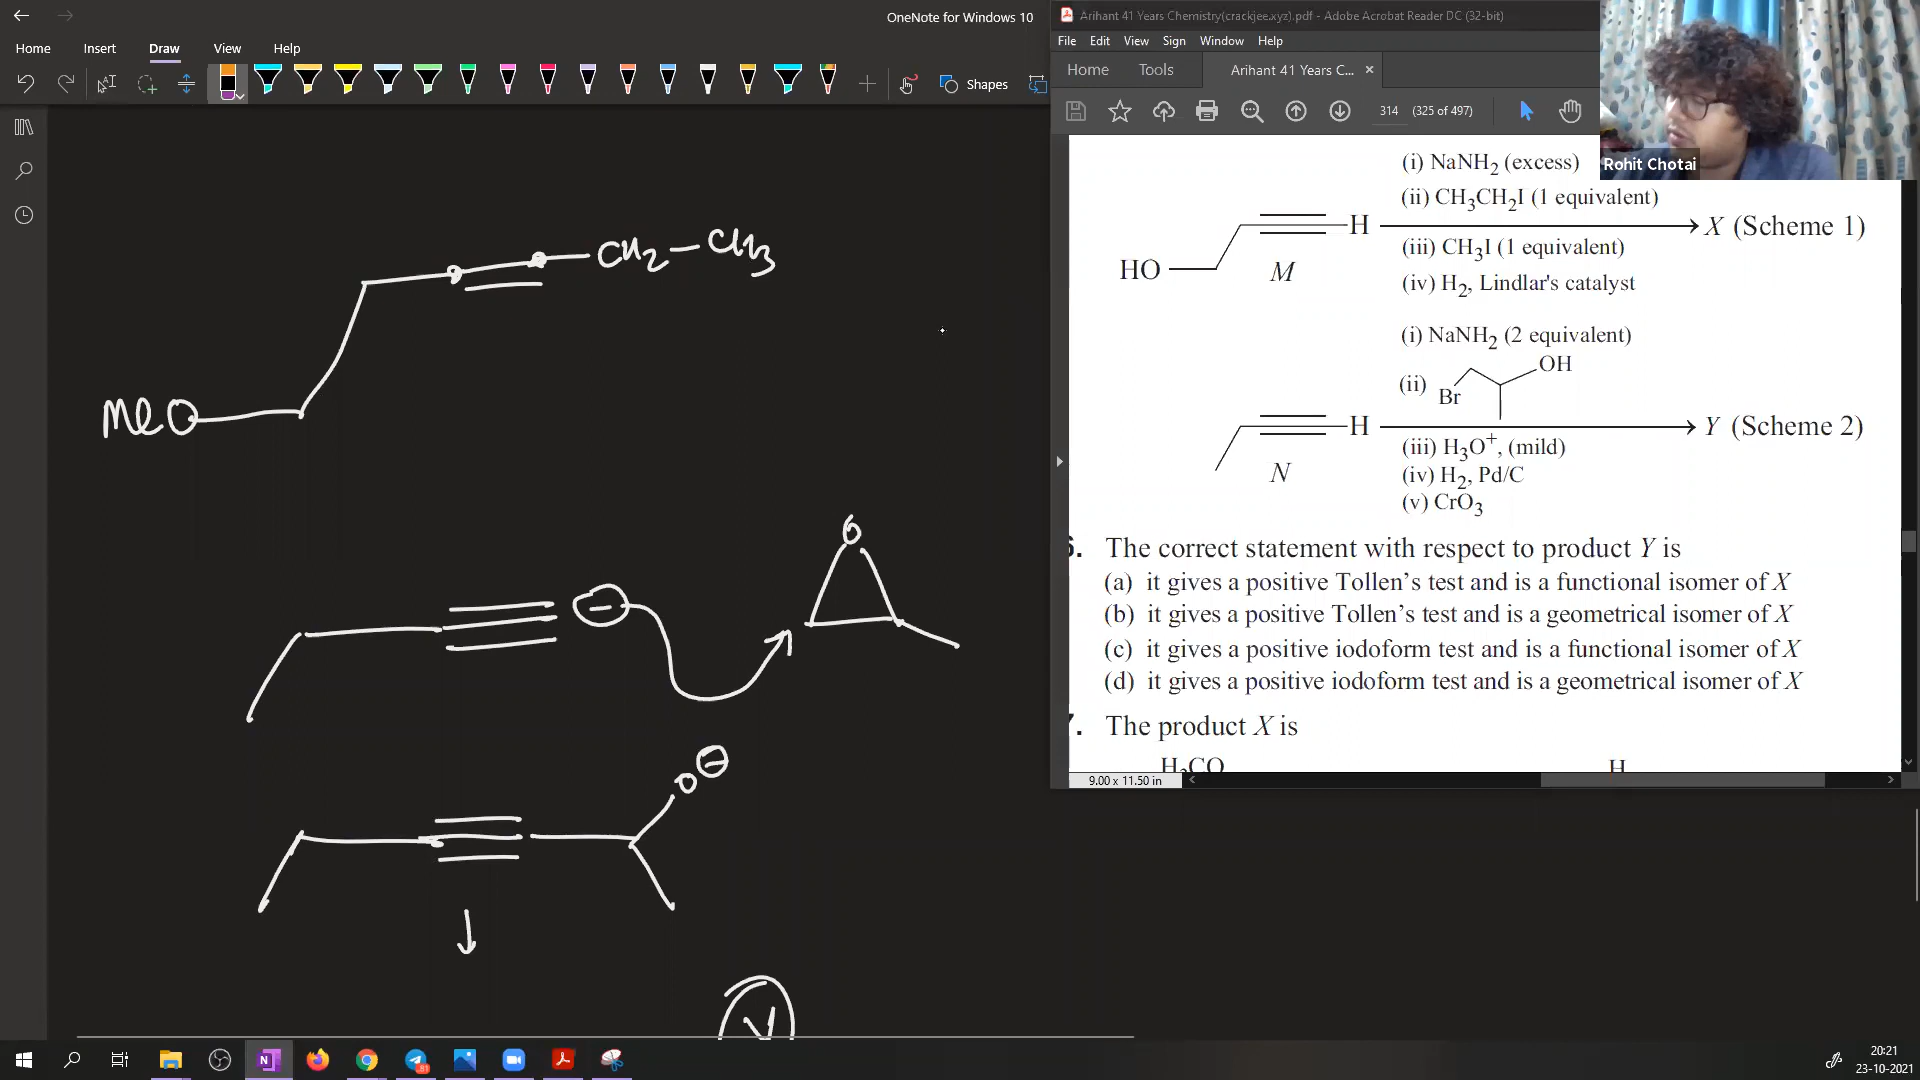 OneNote for Windows 10
Home Insert Draw View Help
Shapes
MeO
CH2-CH3
O
⊖
O⊖
Y
Arihant 41 Years Chemistry(crackjee.xyz).pdf - Adobe Acrobat Reader DC (32-bit)
File Edit View Sign Window Help
Home Tools Arihant 41 Years C... ×
314 (325 of 497)
Rohit Chotai
(i) NaNH2 (excess)
(ii) CH3CH2I (1 equivalent)
HO M H X (Scheme 1)
(iii) CH3I (1 equivalent)
(iv) H2, Lindlar's catalyst
(i) NaNH2 (2 equivalent)
(ii) Br OH
N H Y (Scheme 2)
(iii) H3O+, (mild)
(iv) H2, Pd/C
(v) CrO3
6. The correct statement with respect to product Y is
(a) it gives a positive Tollen’s test and is a functional isomer of X
(b) it gives a positive Tollen’s test and is a geometrical isomer of X
(c) it gives a positive iodoform test and is a functional isomer of X
(d) it gives a positive iodoform test and is a geometrical isomer of X
7. The product X is
H3CO H
9.00 x 11.50 in
20:21
23-10-2021